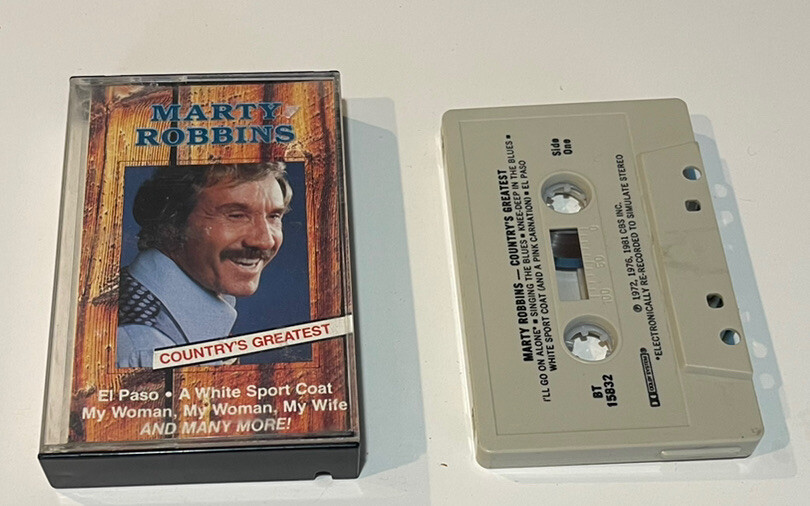 MARTY
ROBBINS
COUNTRY'S GREATEST
El Paso • A White Sport Coat
My Woman, My Woman, My Wife
AND MANY MORE!
Side
One
MARTY ROBBINS — COUNTRY'S GREATEST
I'LL GO ON ALONE* ■ SINGING THE BLUES ■ KNEE-DEEP IN THE BLUES ■
WHITE SPORT COAT (AND A PINK CARNATION) ■ EL PASO
BT
15832
℗ 1972, 1976, 1981 CBS INC.
*ELECTRONICALLY RE-RECORDED TO SIMULATE STEREO